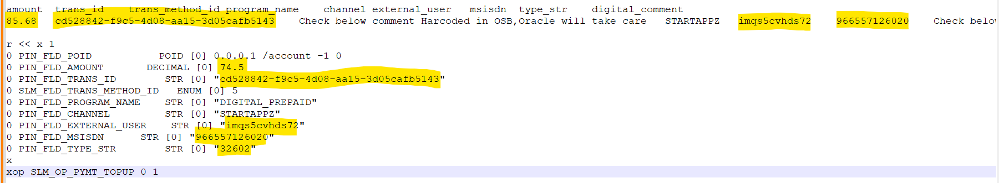 amount trans_id trans_method_id program_name channel external_user msisdn type_str digital_comment
85.68 cd528842-f9c5-4d08-aa15-3d05cafb5143 Check below comment Harcoded in OSB,Oracle will take care STARTAPPZ imqs5cvhds72 966557126020 Check below
r << x 1
0 PIN_FLD_POID POID [0] 0.0.0.1 /account -1 0
0 PIN_FLD_AMOUNT DECIMAL [0] 74.5
0 PIN_FLD_TRANS_ID STR [0] "cd528842-f9c5-4d08-aa15-3d05cafb5143"
0 SLM_FLD_TRANS_METHOD_ID ENUM [0] 5
0 PIN_FLD_PROGRAM_NAME STR [0] "DIGITAL_PREPAID"
0 PIN_FLD_CHANNEL STR [0] "STARTAPPZ"
0 PIN_FLD_EXTERNAL_USER STR [0] "imqs5cvhds72"
0 PIN_FLD_MSISDN STR [0] "966557126020"
0 PIN_FLD_TYPE_STR STR [0] "32602"
x
xop SLM_OP_PYMT_TOPUP 0 1